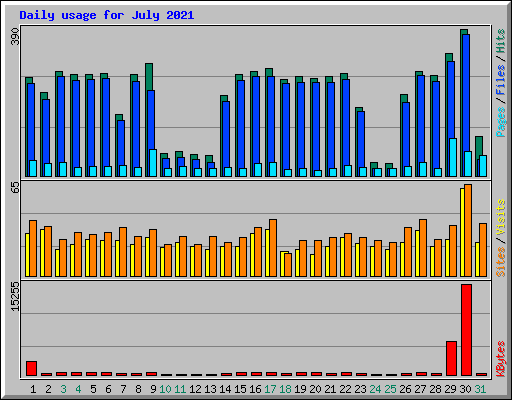 Daily usage for July 2021
390
Pages / Files / Hits
65
Sites / Visits
15255
KBytes
1 2 3 4 5 6 7 8 9 10 11 12 13 14 15 16 17 18 19 20 21 22 23 24 25 26 27 28 29 30 31